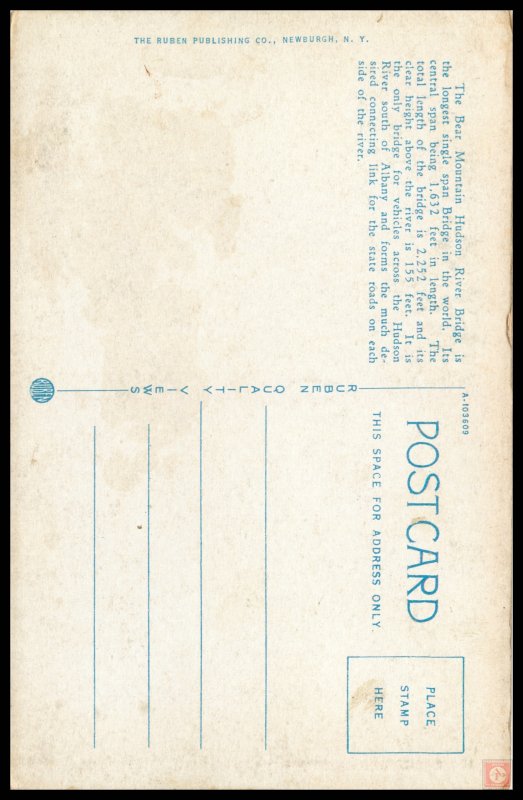 The Bear Mountain Hudson River Bridge is
the longest single span Bridge in the world. Its
central span being 1,632 feet in length. The
total length of the bridge is 2,252 feet and its
clear height above the river is 155 feet. It is
the only bridge for vehicles across the Hudson
River south of Albany and forms the much de-
sired connecting link for the state roads on each
side of the river.
THE RUBEN PUBLISHING CO., NEWBURGH, N. Y.
RUBEN QUALITY VIEWS
A-103609
POST CARD
THIS SPACE FOR ADDRESS ONLY
PLACE
STAMP
HERE